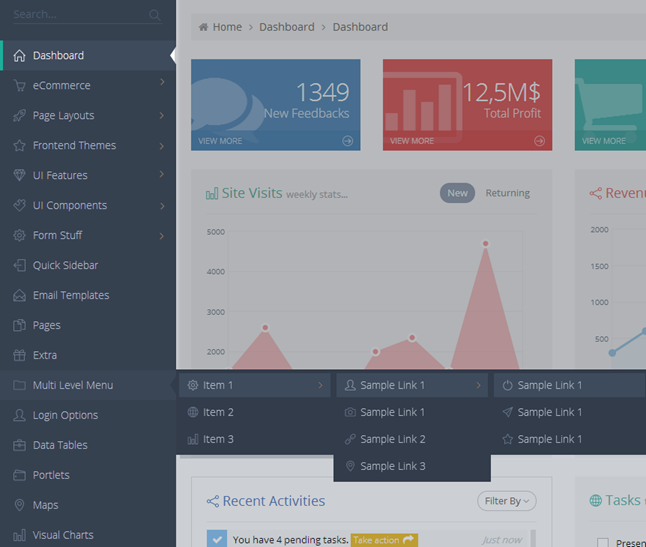 Search...
Dashboard
eCommerce
Page Layouts
Frontend Themes
UI Features
UI Components
Form Stuff
Quick Sidebar
Email Templates
Pages
Extra
Multi Level Menu
Login Options
Data Tables
Portlets
Maps
Visual Charts
Home > Dashboard > Dashboard
1349
New Feedbacks
VIEW MORE
12,5M$
Total Profit
VIEW MORE
VIEW MORE
Site Visits weekly stats...
New Returning
5000
4000
3000
2000
2000
1500
1000
500
Item 1
Item 2
Item 3
Sample Link 1
Sample Link 1
Sample Link 2
Sample Link 3
Sample Link 1
Sample Link 1
Sample Link 1
Recent Activities
Filter By
You have 4 pending tasks. Take action
Just now
Tasks